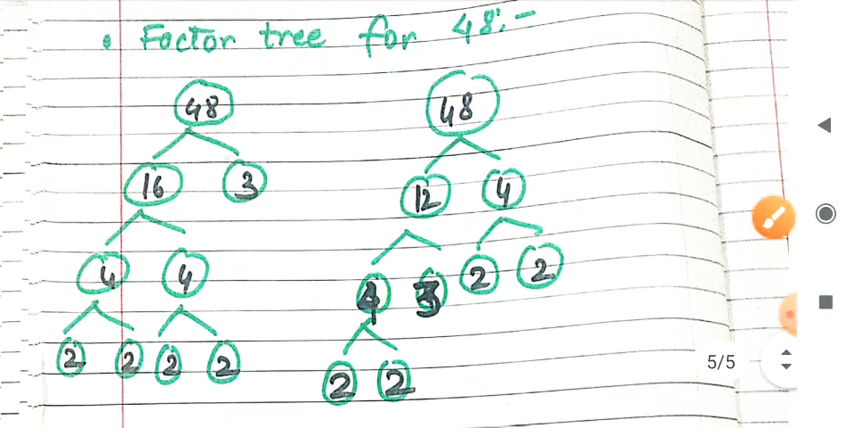 • Factor tree for 48:-
48 48
16 3 12 4
4 4 4 3 2 2
2 2 2 2 2 2
5/5